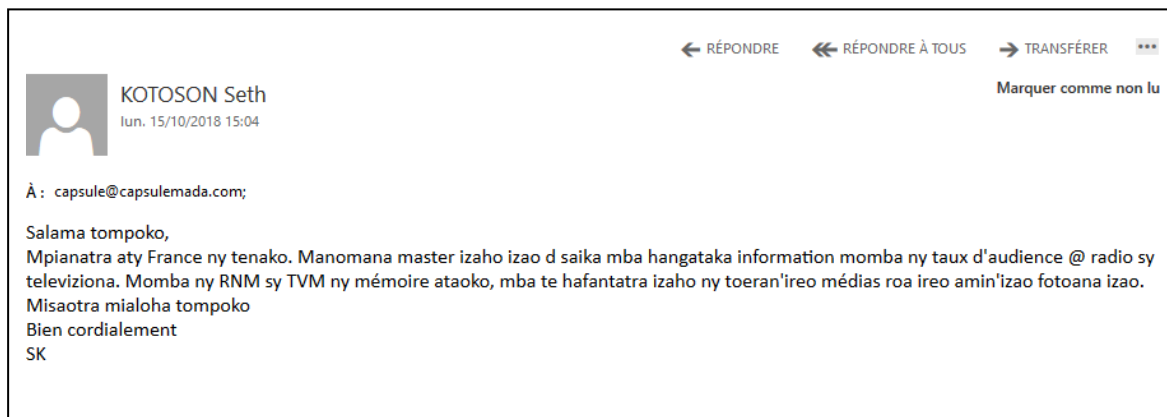 RÉPONDRE RÉPONDRE À TOUS TRANSFÉRER ...
Marquer comme non lu
KOTOSON Seth
lun. 15/10/2018 15:04
À : capsule@capsulemada.com;
Salama tompoko,
Mpianatra aty France ny tenako. Manomana master izaho izao d saika mba hangataka information momba ny taux d'audience @ radio sy
televiziona. Momba ny RNM sy TVM ny mémoire ataoko, mba te hafantatra izaho ny toeran'ireo médias roa ireo amin'izao fotoana izao.
Misaotra mialoha tompoko
Bien cordialement
SK